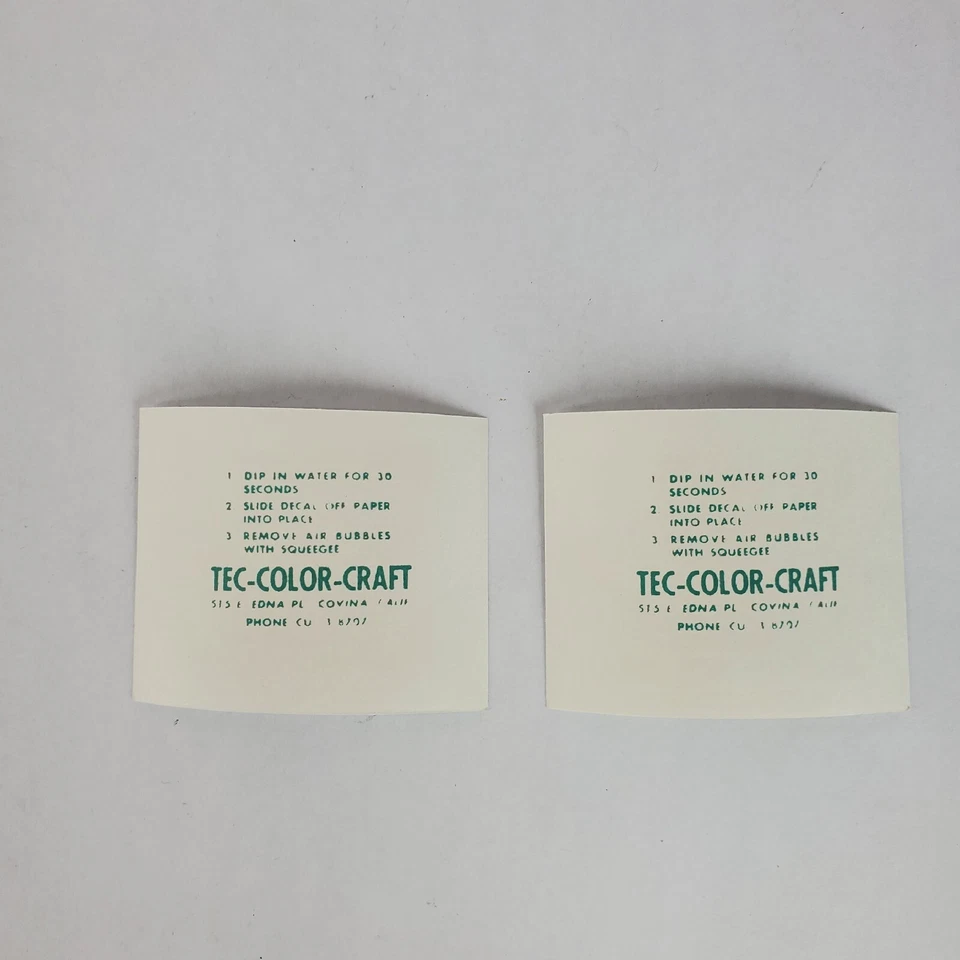 1 DIP IN WATER FOR 30
SECONDS
2 SLIDE DECAL OFF PAPER
INTO PLACE
3 REMOVE AIR BUBBLES
WITH SQUEEGEE
TEC-COLOR-CRAFT
EDNA PL COVINA
PHONE CU
1 DIP IN WATER FOR 30
SECONDS
2 SLIDE DECAL OFF PAPER
INTO PLACE
3 REMOVE AIR BUBBLES
WITH SQUEEGEE
TEC-COLOR-CRAFT
EDNA PL COVINA
PHONE CU